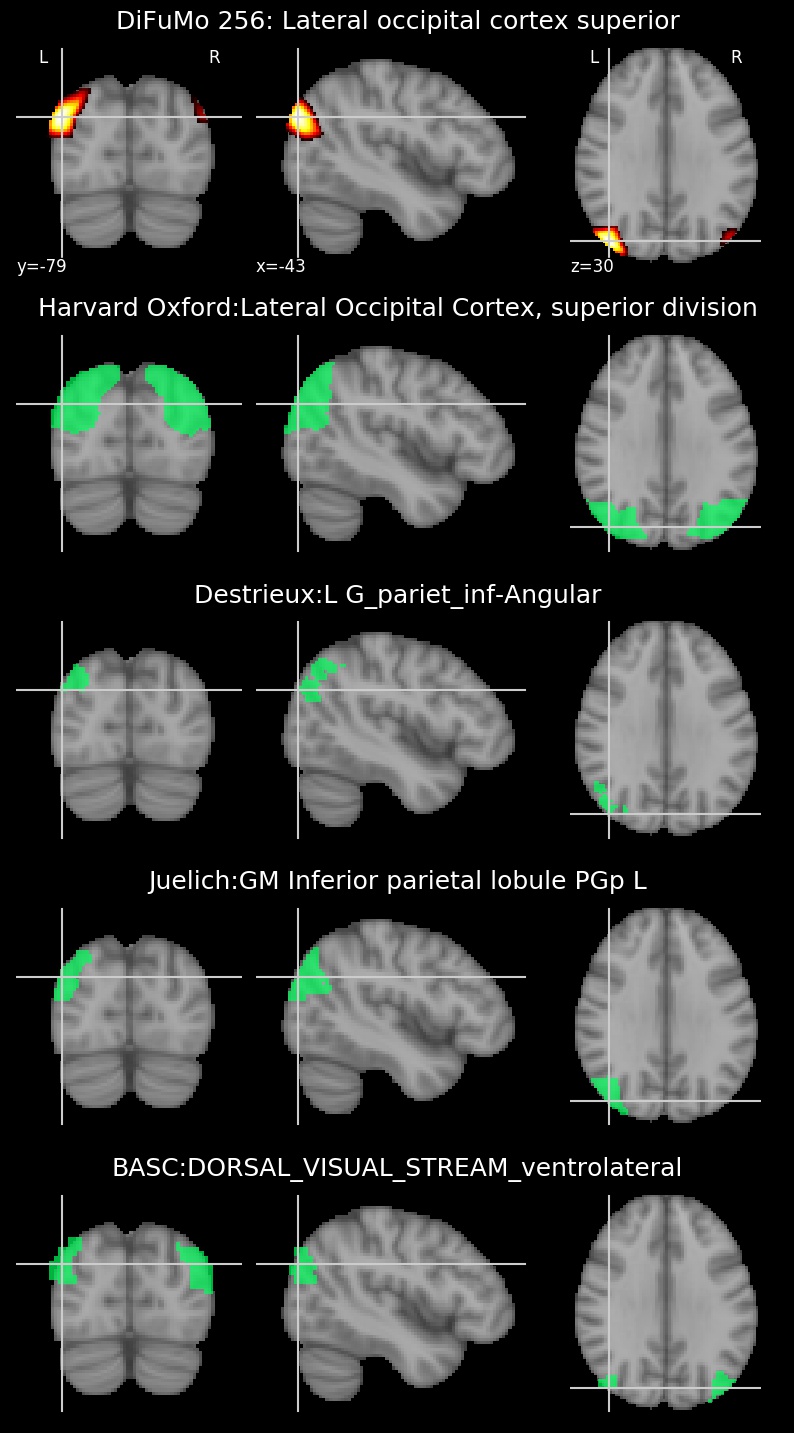 DiFuMo 256: Lateral occipital cortex superior
L R L R
y=-79 x=-43 z=30
Harvard Oxford:Lateral Occipital Cortex, superior division
Destrieux:L G_pariet_inf-Angular
Juelich:GM Inferior parietal lobule PGp L
BASC:DORSAL_VISUAL_STREAM_ventrolateral